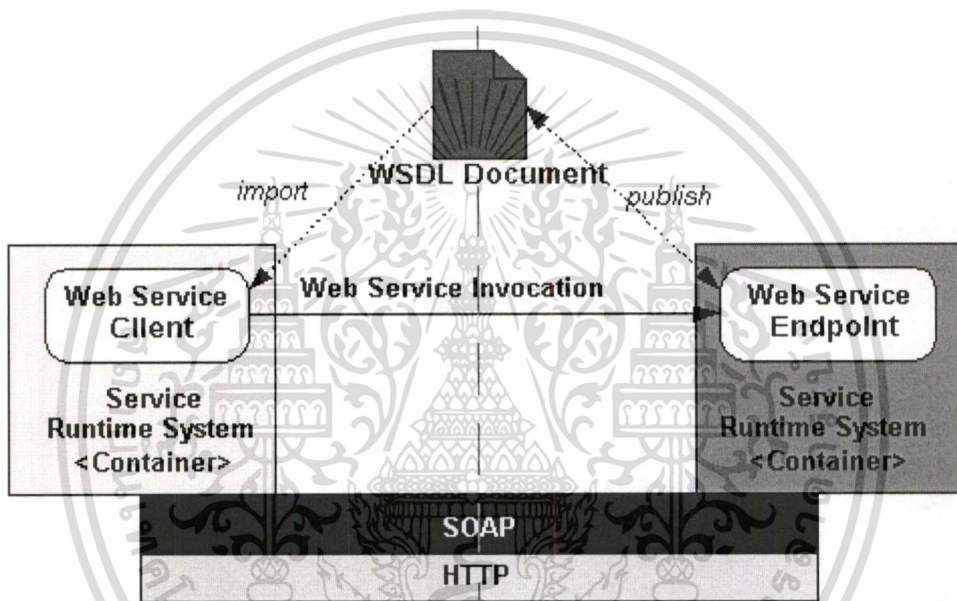 WSDL Document
import
publish
Web Service
Client
Web Service Invocation
Web Service
Endpoint
Service
Runtime System
<Container>
Service
Runtime System
<Container>
SOAP
HTTP